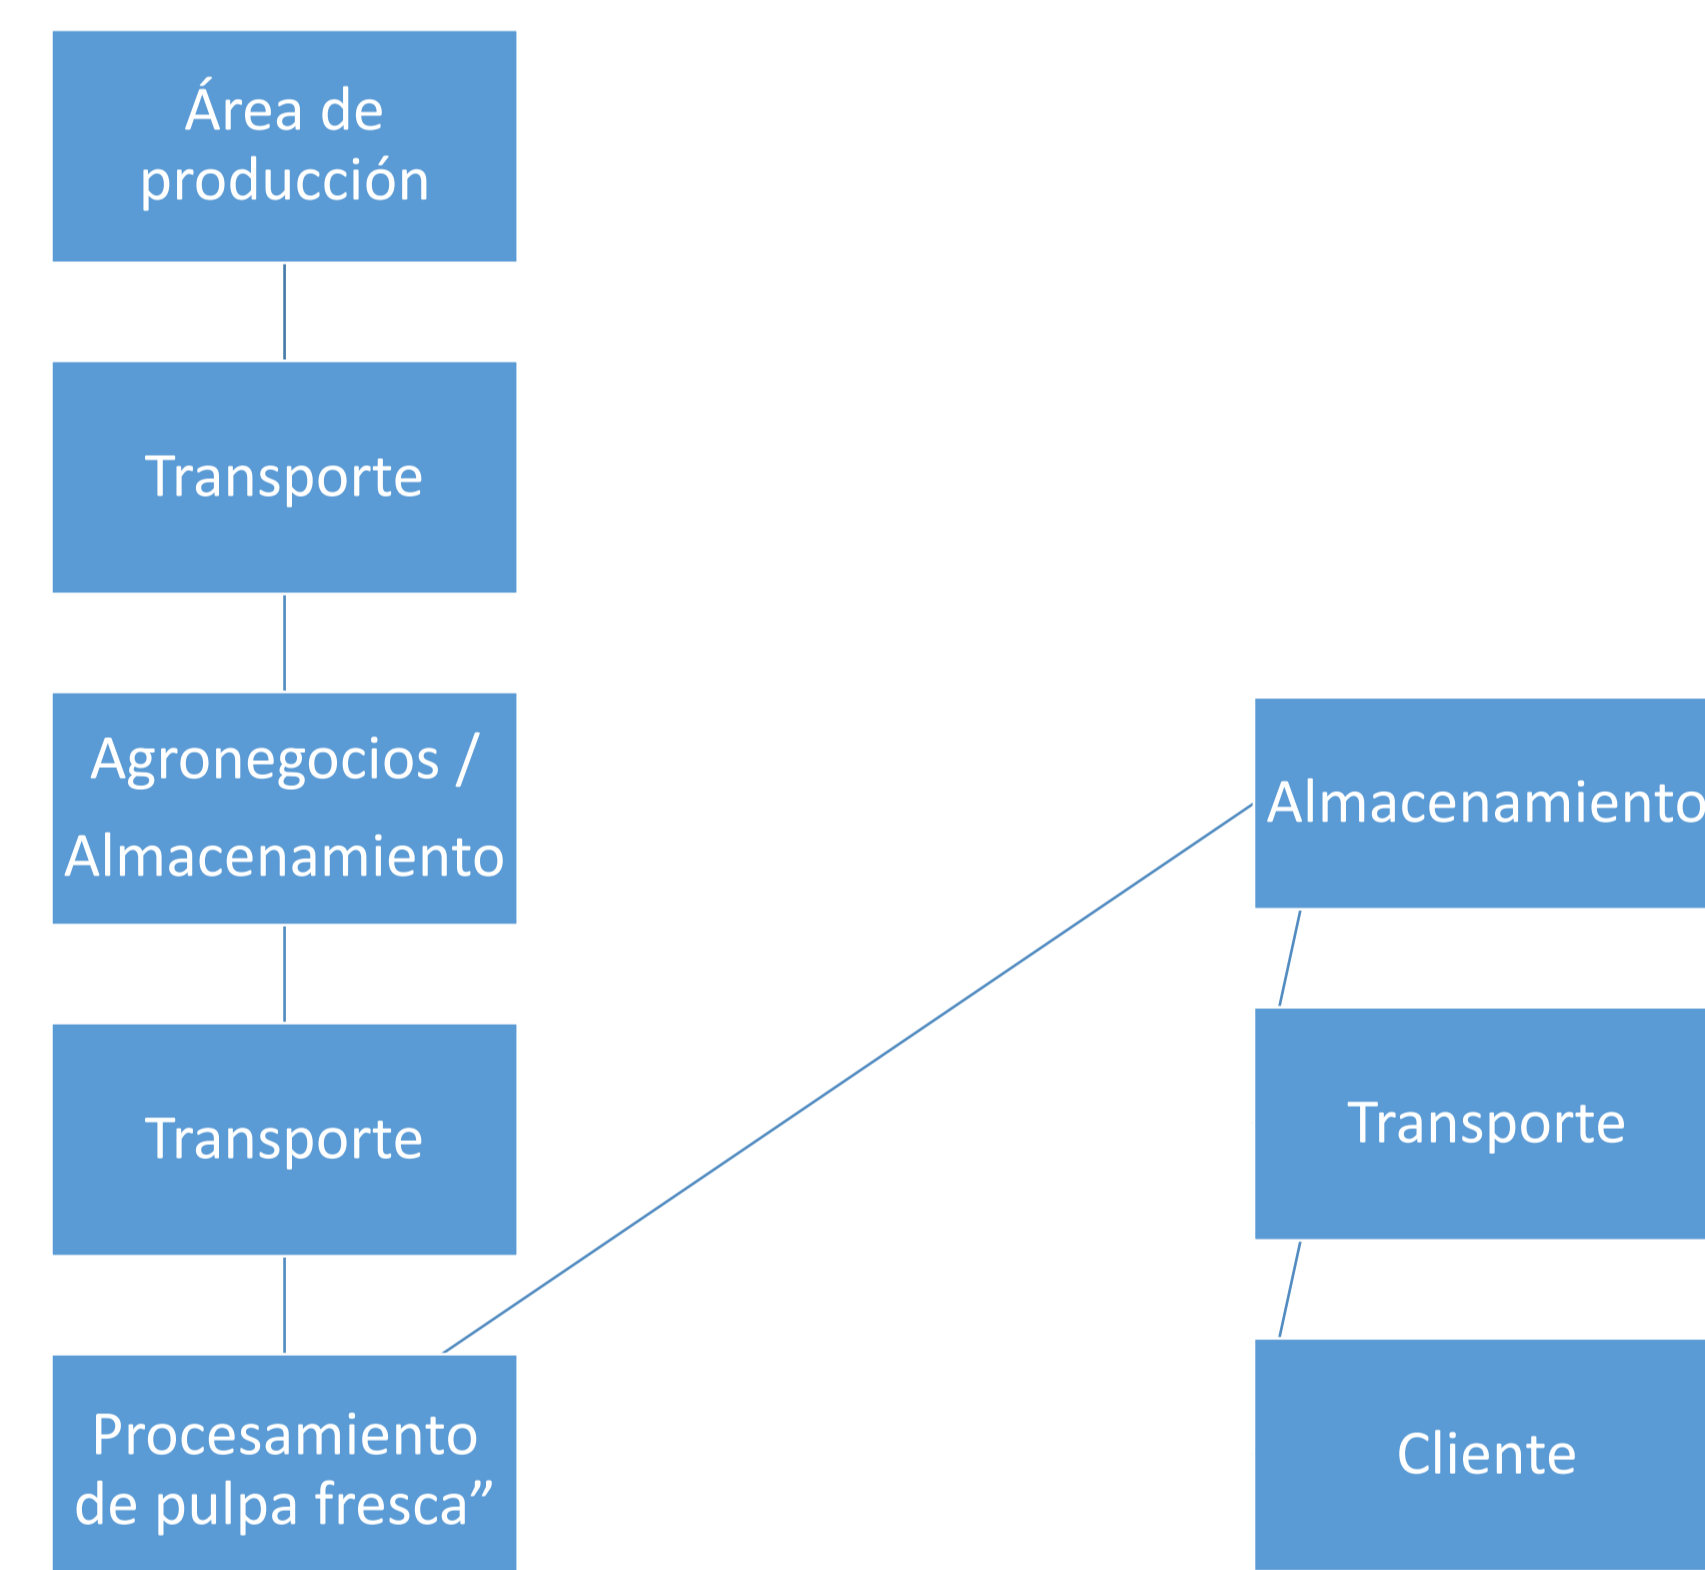 Área de
producción
Transporte
Agronegocios /
Almacenamiento
Transporte
Procesamiento
de pulpa fresca”
Almacenamiento
Transporte
Cliente